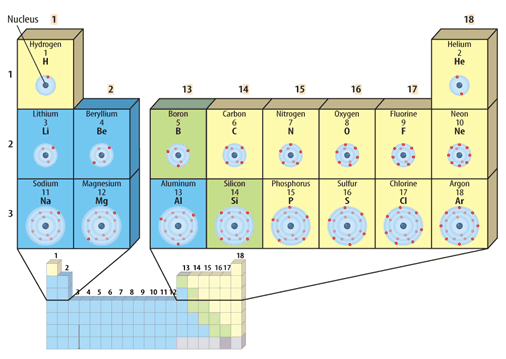 Nucleus 1 18
Hydrogen Helium
1 2
1 H He
2 13 14 15 16 17
Lithium Beryllium Boron Carbon Nitrogen Oxygen Fluorine Neon
3 4 5 6 7 8 9 10
2 Li Be B C N O F Ne
Sodium Magnesium Aluminum Silicon Phosphorus Sulfur Chlorine Argon
11 12 13 14 15 16 17 18
3 Na Mg Al Si P S Cl Ar
1 18
2 13 14 15 16 17
3 4 5 6 7 8 9 10 11 12